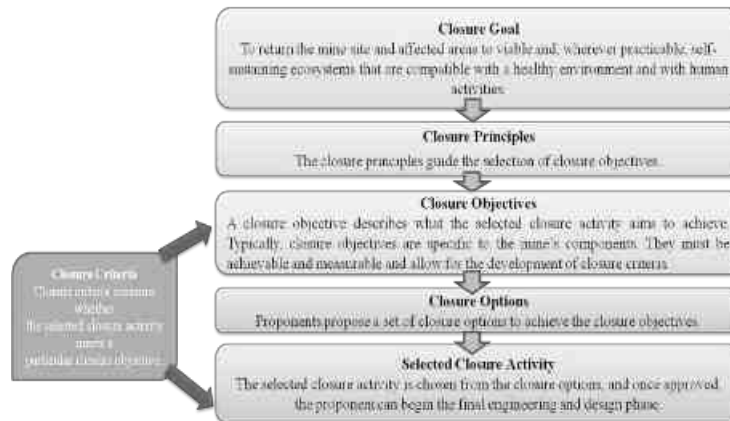 Closure Goal
To return the mine site and affected areas to viable and, wherever practicable, self-
sustaining ecosystems that are compatible with a healthy environment and with human
activities.
Closure Principles
The closure principles guide the selection of closure objectives.
Closure Objectives
A closure objective describes what the selected closure activity aims to achieve.
Typically, closure objectives are specific to the mine's components. They must be
achievable and measurable and allow for the development of closure criteria.
Closure Criteria
Closure criteria measure
whether
the selected closure activity
meets a
particular closure objective.
Closure Options
Proponents propose a set of closure options to achieve the closure objectives.
Selected Closure Activity
The selected closure activity is chosen from the closure options, and once approved,
the proponent can begin the final engineering and design phase.